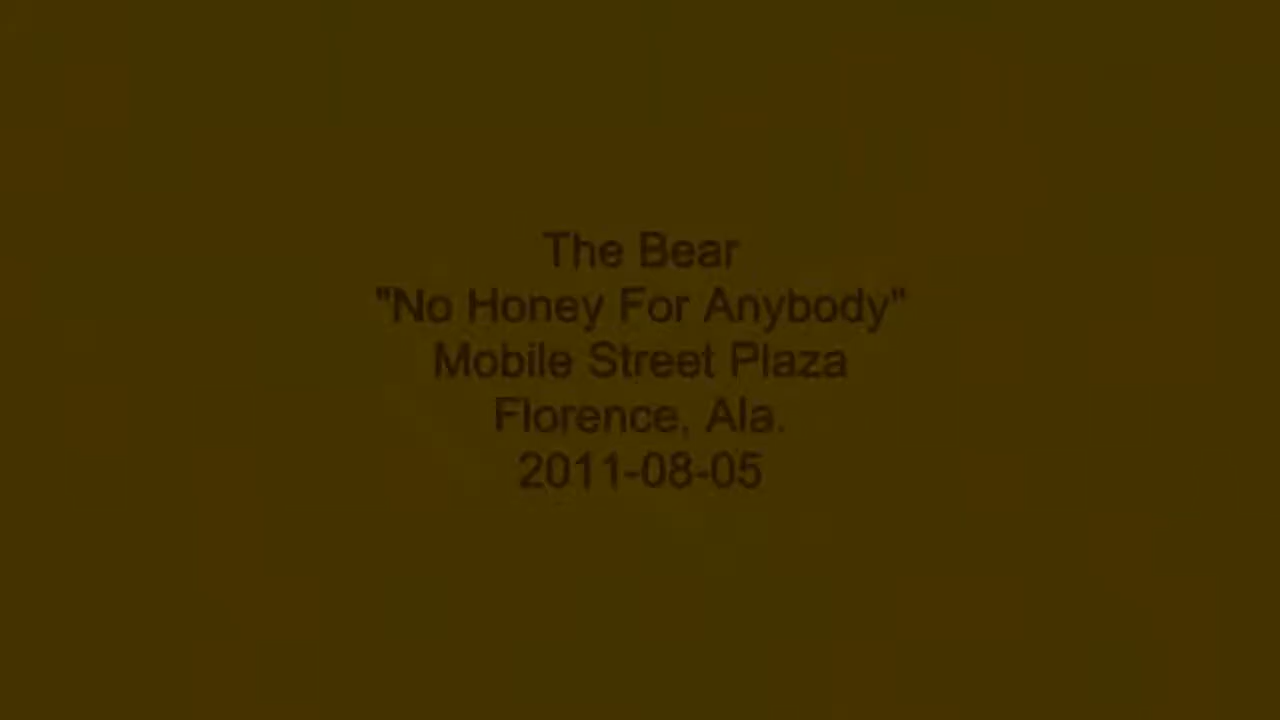 The Bear
"No Honey For Anybody"
Mobile Street Plaza
Florence, Ala.
2011-08-05